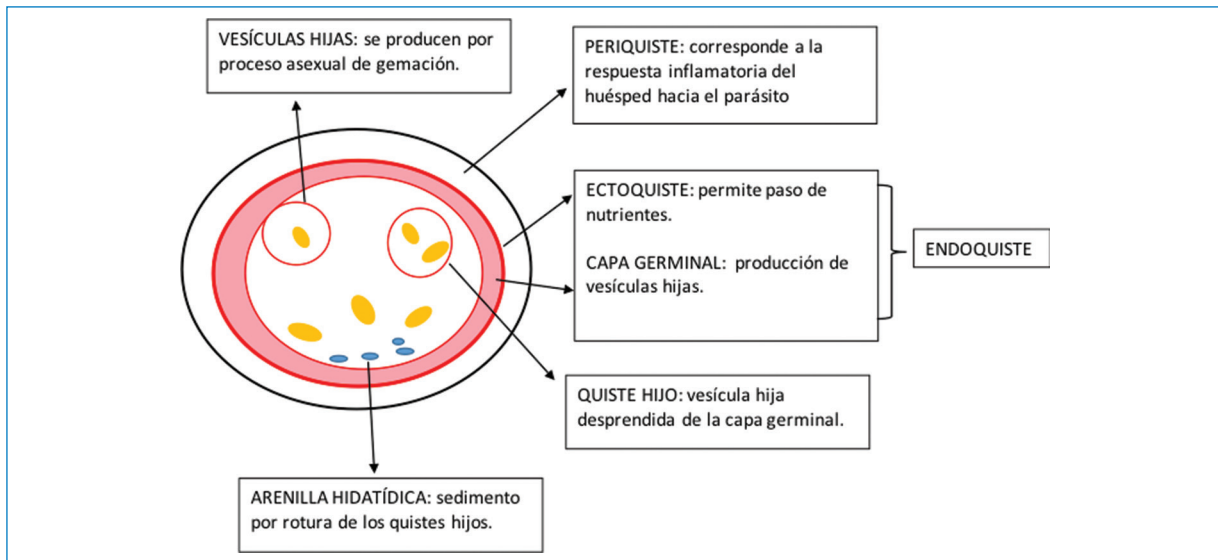 VESÍCULAS HIJAS: se producen por
proceso asexual de gemación.
PERIQUISTE: corresponde a la
respuesta inflamatoria del
huésped hacia el parásito
ECTOQUISTE: permite paso de
nutrientes.
CAPA GERMINAL: producción de
vesículas hijas.
ENDOQUISTE
QUISTE HIJO: vesícula hija
desprendida de la capa germinal.
ARENILLA HIDATÍDICA: sedimento
por rotura de los quistes hijos.